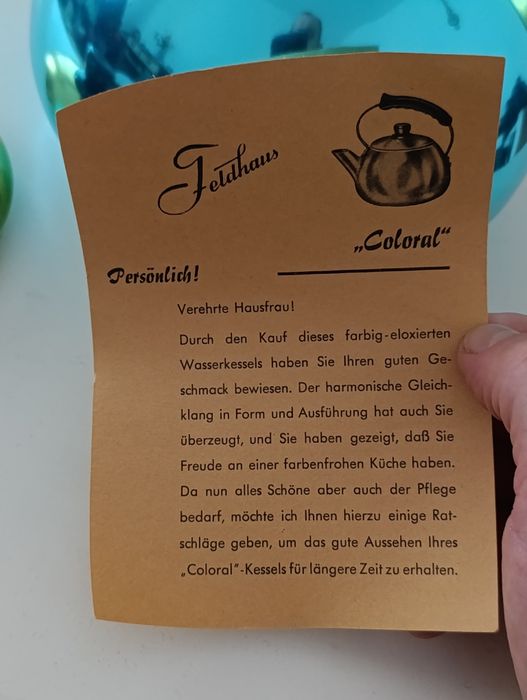 Feldhaus
„Coloral“
Persönlich!
Verehrte Hausfrau!
Durch den Kauf dieses farbig-eloxierten
Wasserkessels haben Sie Ihren guten Ge-
schmack bewiesen. Der harmonische Gleich-
klang in Form und Ausführung hat auch Sie
überzeugt, und Sie haben gezeigt, daß Sie
Freude an einer farbenfrohen Küche haben.
Da nun alles Schöne aber auch der Pflege
bedarf, möchte ich Ihnen hierzu einige Rat-
schläge geben, um das gute Aussehen Ihres
„Coloral“-Kessels für längere Zeit zu erhalten.